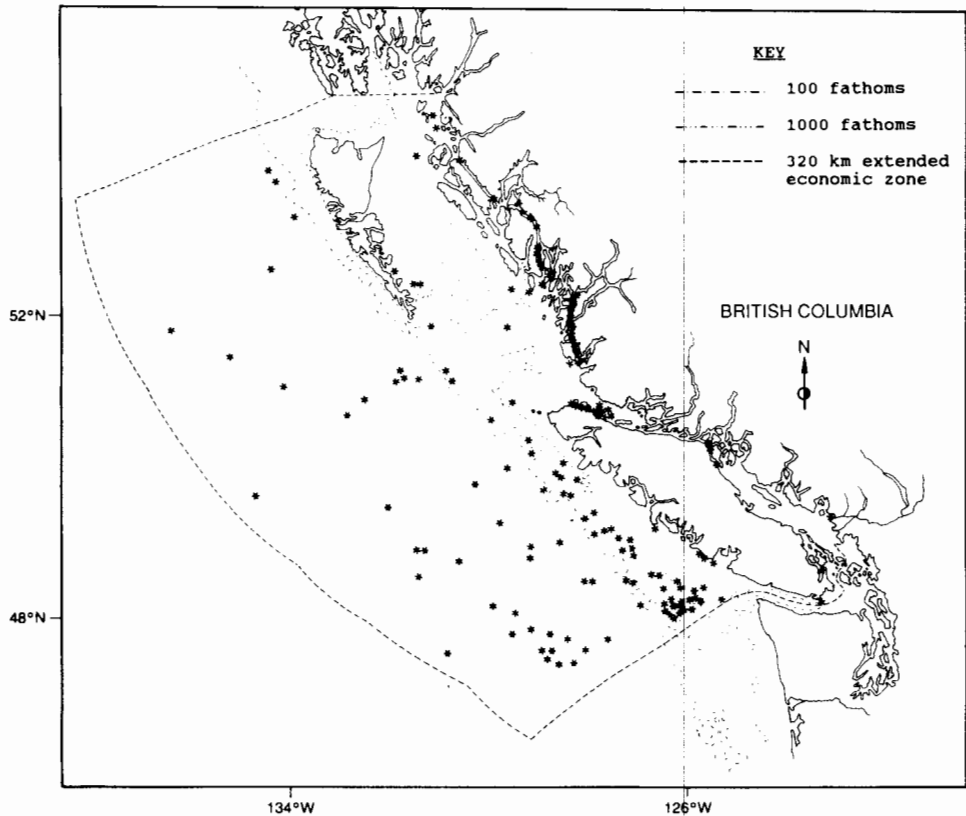 KEY
100 fathoms
1000 fathoms
320 km extended
economic zone
52°N
BRITISH COLUMBIA
N
48°N
134°W
126°W